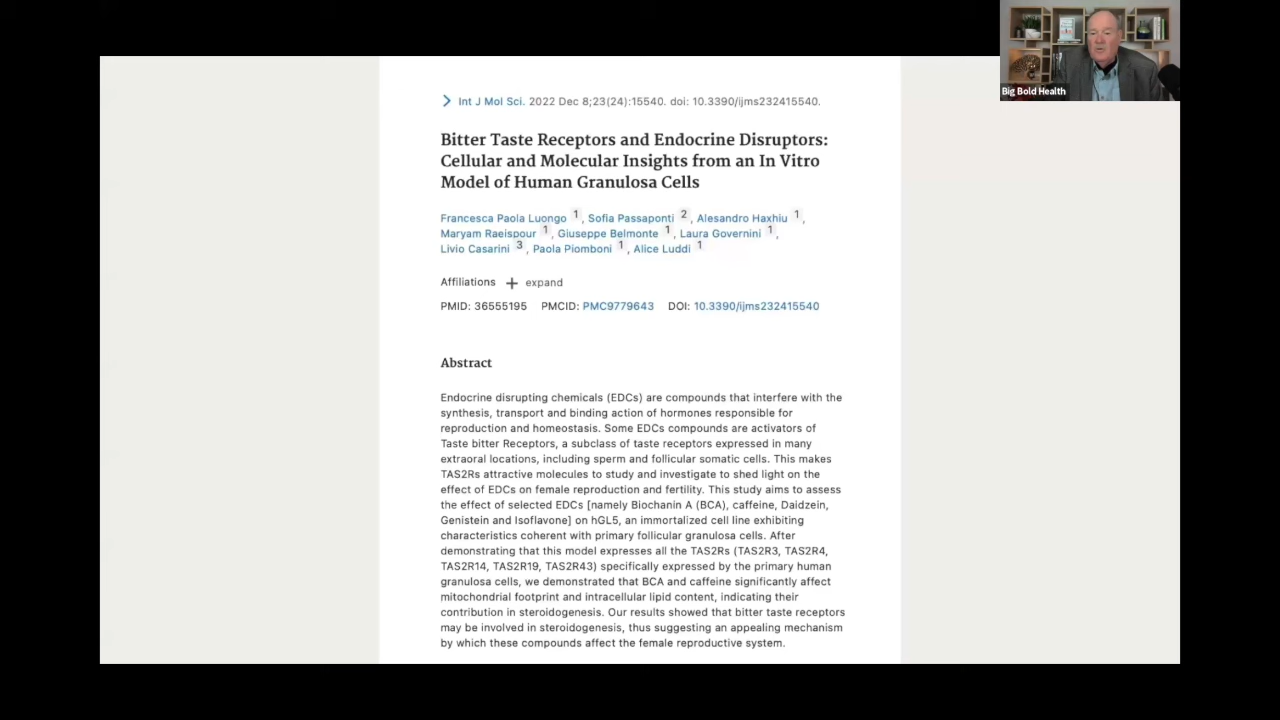 Big Bold Health
Int J Mol Sci. 2022 Dec 8;23(24):15540. doi: 10.3390/ijms232415540.
Bitter Taste Receptors and Endocrine Disruptors:
Cellular and Molecular Insights from an In Vitro
Model of Human Granulosa Cells
Francesca Paola Luongo 1 , Sofia Passaponti 2 , Alesandro Haxhiu 1 ,
Maryam Raeispour 1 , Giuseppe Belmonte 1 , Laura Governini 1 ,
Livio Casarini 3 , Paola Piomboni 1 , Alice Luddi 1
Affiliations + expand
PMID: 36555195 PMCID: PMC9779643 DOI: 10.3390/ijms232415540
Abstract
Endocrine disrupting chemicals (EDCs) are compounds that interfere with the
synthesis, transport and binding action of hormones responsible for
reproduction and homeostasis. Some EDCs compounds are activators of
Taste bitter Receptors, a subclass of taste receptors expressed in many
extraoral locations, including sperm and follicular somatic cells. This makes
TAS2Rs attractive molecules to study and investigate to shed light on the
effect of EDCs on female reproduction and fertility. This study aims to assess
the effect of selected EDCs [namely Biochanin A (BCA), caffeine, Daidzein,
Genistein and Isoflavone] on hGL5, an immortalized cell line exhibiting
characteristics coherent with primary follicular granulosa cells. After
demonstrating that this model expresses all the TAS2Rs (TAS2R3, TAS2R4,
TAS2R14, TAS2R19, TAS2R43) specifically expressed by the primary human
granulosa cells, we demonstrated that BCA and caffeine significantly affect
mitochondrial footprint and intracellular lipid content, indicating their
contribution in steroidogenesis. Our results showed that bitter taste receptors
may be involved in steroidogenesis, thus suggesting an appealing mechanism
by which these compounds affect the female reproductive system.